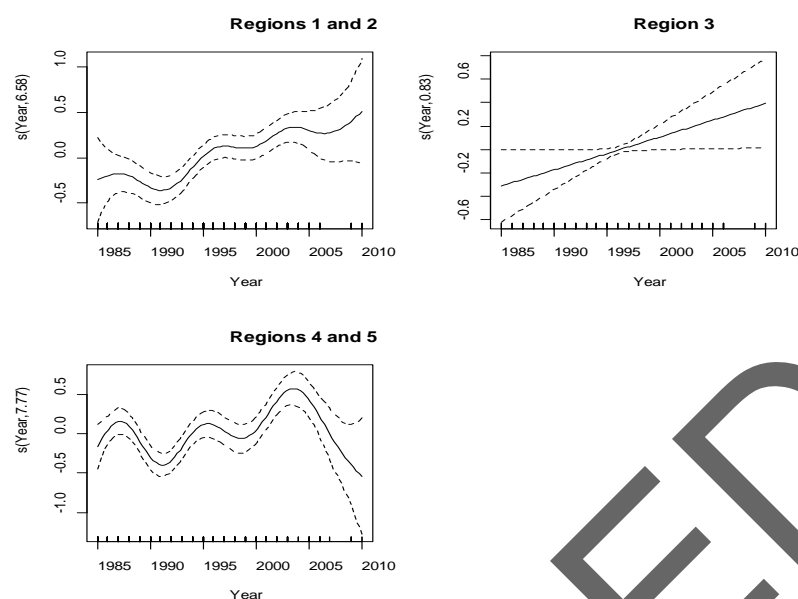 Regions 1 and 2
s(Year,6.58)
-0.5 0.0 0.5 1.0
1985 1990 1995 2000 2005 2010
Year
Region 3
s(Year,0.83)
-0.6 -0.2 0.2 0.6
1985 1990 1995 2000 2005 2010
Year
Regions 4 and 5
s(Year,7.77)
-1.0 -0.5 0.0 0.5
1985 1990 1995 2000 2005 2010
Year